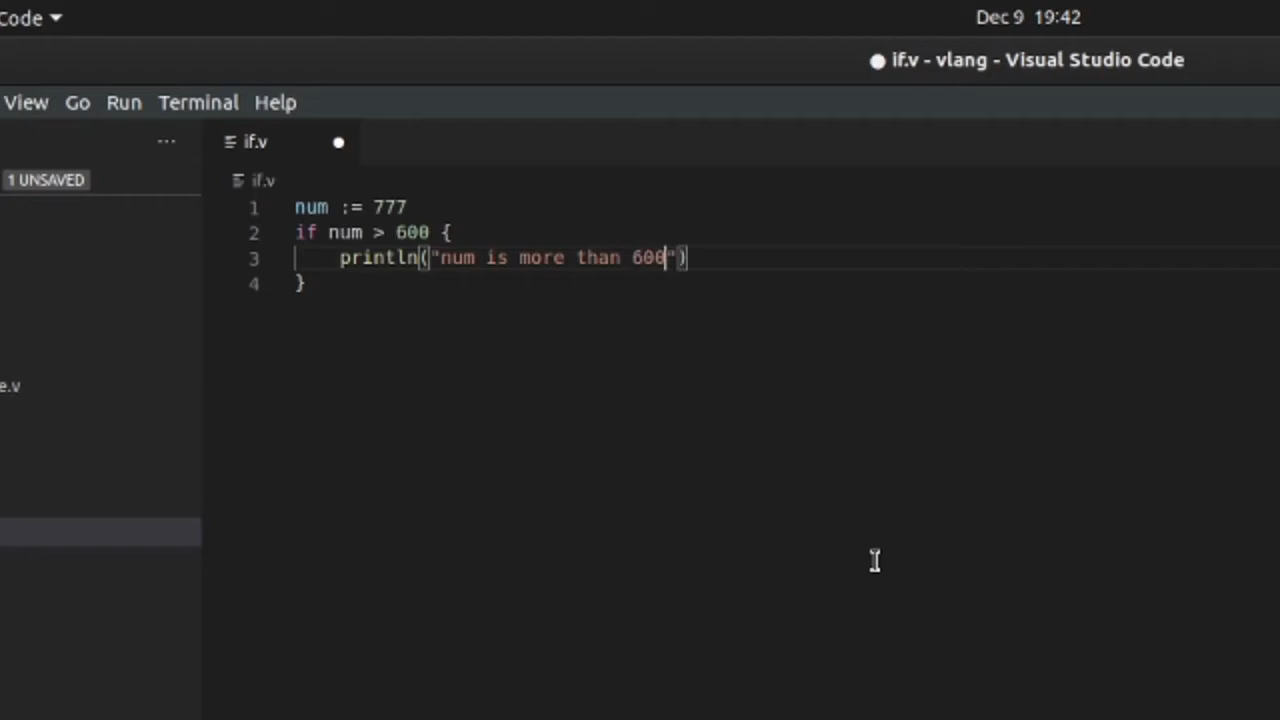 Code
Dec 9 19:42
if.v - vlang - Visual Studio Code
View Go Run Terminal Help
if.v
1 UNSAVED
if.v
1 num := 777
2 if num > 600 {
3 println("num is more than 600")
4 }
e.v